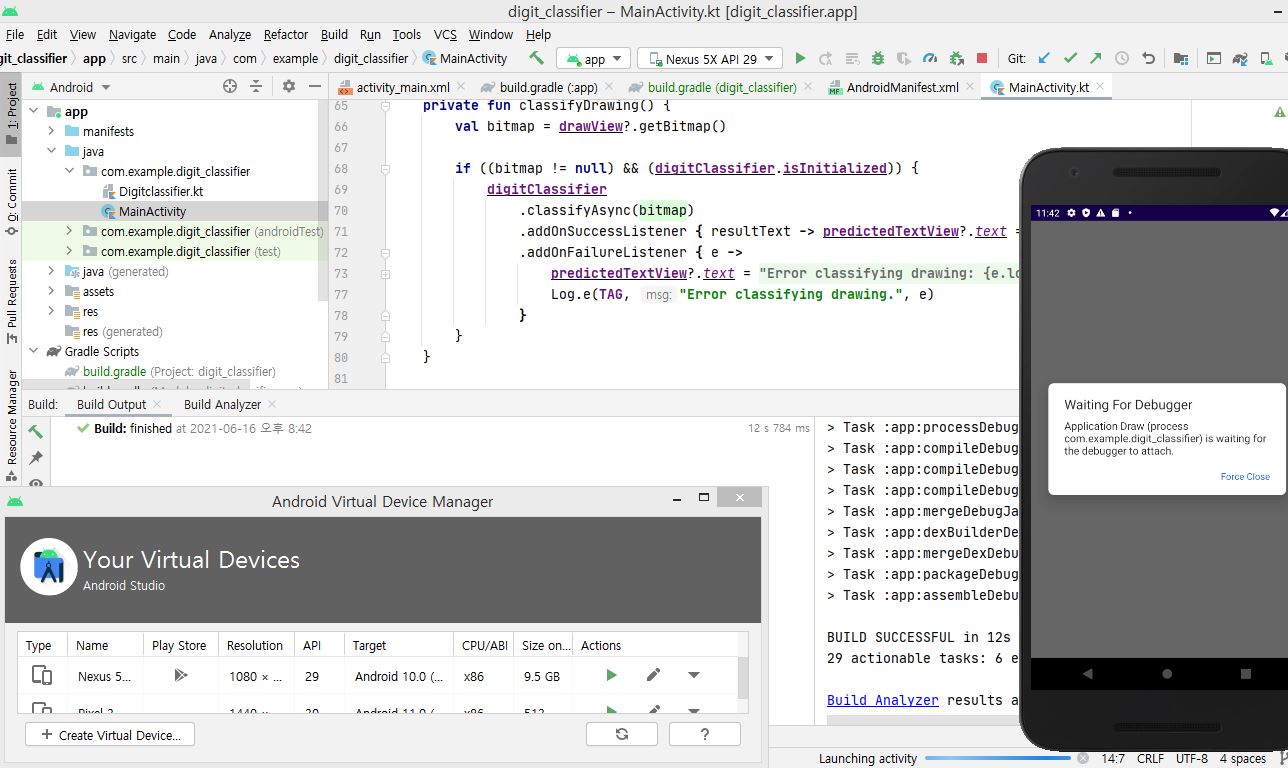 digit_classifier – MainActivity.kt [digit_classifier.app]
File Edit View Navigate Code Analyze Refactor Build Run Tools VCS Window Help
git_classifier app src main java com example digit_classifier MainActivity
app Nexus 5X API 29 Git:
1: Project
0: Commit
Pull Requests
Resource Manager
Android
activity_main.xml build.gradle (:app) build.gradle (digit_classifier) AndroidManifest.xml MainActivity.kt
app
manifests
java
com.example.digit_classifier
Digitclassifier.kt
MainActivity
com.example.digit_classifier (androidTest)
com.example.digit_classifier (test)
java (generated)
assets
res
res (generated)
Gradle Scripts
build.gradle (Project: digit_classifier)
65 private fun classifyDrawing() {
66 val bitmap = drawView?.getBitmap()
67
68 if ((bitmap != null) && (digitClassifier.isInitialized)) {
69 digitClassifier
70 .classifyAsync(bitmap)
71 .addOnSuccessListener { resultText -> predictedTextView?.text =
72 .addOnFailureListener { e ->
73 predictedTextView?.text = "Error classifying drawing: {e.lo
77 Log.e(TAG, msg: "Error classifying drawing.", e)
78 }
79 }
80 }
81
Build: Build Output Build Analyzer
Build: finished at 2021-06-16 오후 8:42 12 s 784 ms
> Task :app:processDebug
> Task :app:compileDebug
> Task :app:compileDebug
> Task :app:compileDebug
> Task :app:mergeDebugJa
> Task :app:dexBuilderDe
> Task :app:mergeDexDebu
> Task :app:packageDebug
> Task :app:assembleDebu
BUILD SUCCESSFUL in 12s
29 actionable tasks: 6 e
Build Analyzer results a
Android Virtual Device Manager
Your Virtual Devices
Android Studio
Type Name Play Store Resolution API Target CPU/ABI Size on... Actions
Nexus 5... 1080 × ... 29 Android 10.0 (... x86 9.5 GB
Create Virtual Device...
?
11:42
Waiting For Debugger
Application Draw (process
com.example.digit_classifier) is waiting for
the debugger to attach.
Force Close
Launching activity 14:7 CRLF UTF-8 4 spaces